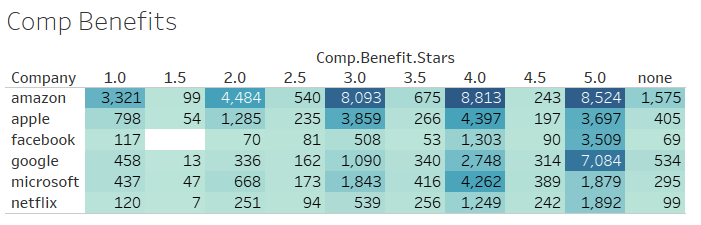 Comp Benefits
Comp.Benefit.Stars
Company 1.0 1.5 2.0 2.5 3.0 3.5 4.0 4.5 5.0 none
amazon 3,321 99 4,484 540 8,093 675 8,813 243 8,524 1,575
apple 798 54 1,285 235 3,859 266 4,397 197 3,697 405
facebook 117 70 81 508 53 1,303 90 3,509 69
google 458 13 336 162 1,090 340 2,748 314 7,084 534
microsoft 437 47 668 173 1,843 416 4,262 389 1,879 295
netflix 120 7 251 94 539 256 1,249 242 1,892 99